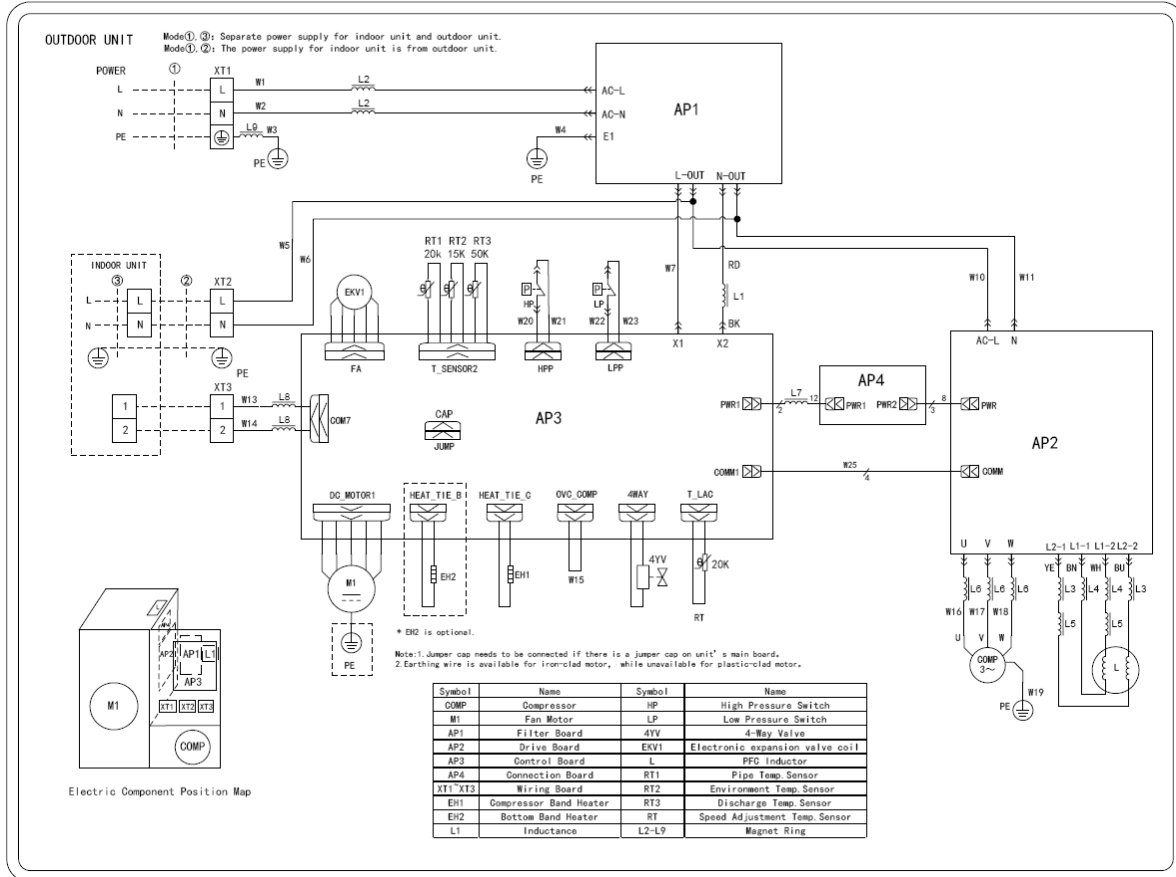 OUTDOOR UNIT
Mode①, ③: Separate power supply for indoor unit and outdoor unit.
Mode①, ②: The power supply for indoor unit is from outdoor unit.
POWER ① XT1
L L W1 L2 AC-L
N N W2 L2 AC-N
PE L9 W3 W4 E1
PE PE
AP1
L-OUT N-OUT
W5 W6
INDOOR UNIT
③ ② XT2
L L L
N N N
PE
XT3
1 1 W13 L8
2 2 W14 L8
COM7
EKV1
FA
RT1 RT2 RT3
20k 15K 50K
θ θ θ
T_SENSOR2
P HP
W20 W21
HPP
P LP
W22 W23
LPP
W7 RD
L1
BK
X1 X2
W10 W11
AC-L N
CAP
JUMP
AP3
PWR1 2 L7 12 PWR1
AP4
PWR2 3 8 PWR
AP2
COMM1 W25 4 COMM
DC_MOTOR1 HEAT_TIE_B HEAT_TIE_C OVC_COMP 4WAY T_LAC
M1
PE
EH2
EH1
W15
4YV
θ 20K
RT
U V W L2-1 L1-1 L1-2 L2-2
YE BN WH BU
L6 L6 L6 L3 L4 L4 L3
W16 W17 W18
L5 L5
U V W
COMP
3~
L
W19
PE
* EH2 is optional.
Note:1.Jumper cap needs to be connected if there is a jumper cap on unit's main board.
2.Earthing wire is available for iron-clad motor, while unavailable for plastic-clad motor.
L
AP2 AP1 L1
AP3
M1
XT1 XT2 XT3
COMP
Electric Component Position Map
Symbol Name Symbol Name
COMP Compressor HP High Pressure Switch
M1 Fan Motor LP Low Pressure Switch
AP1 Filter Board 4YV 4-Way Valve
AP2 Drive Board EKV1 Electronic expansion valve coil
AP3 Control Board L PFC Inductor
AP4 Connection Board RT1 Pipe Temp.Sensor
XT1~XT3 Wiring Board RT2 Environment Temp.Sensor
EH1 Compressor Band Heater RT3 Discharge Temp.Sensor
EH2 Bottom Band Heater RT Speed Adjustment Temp.Sensor
L1 Inductance L2-L9 Magnet Ring